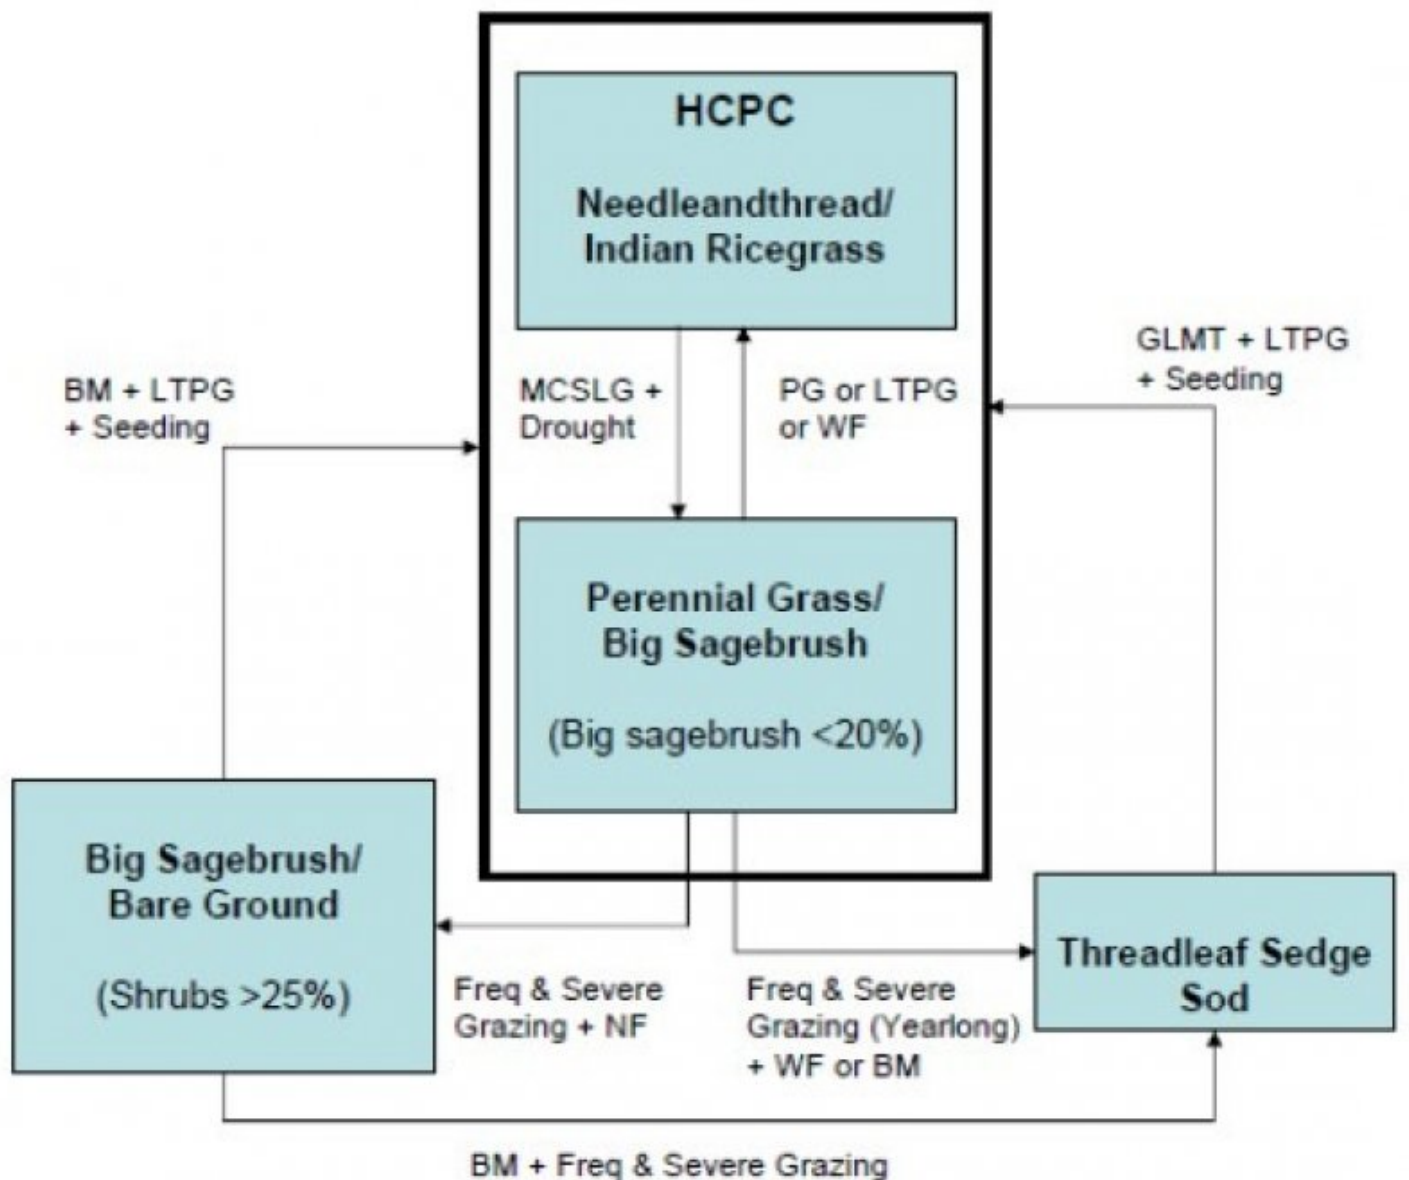 HCPC
Needleandthread/
Indian Ricegrass
GLMT + LTPG
+ Seeding
BM + LTPG
+ Seeding
MCSLG +
Drought
PG or LTPG
or WF
Perennial Grass/
Big Sagebrush
(Big sagebrush <20%)
Big Sagebrush/
Bare Ground
(Shrubs >25%)
Threadleaf Sedge
Sod
Freq & Severe
Grazing + NF
Freq & Severe
Grazing (Yearlong)
+ WF or BM
BM + Freq & Severe Grazing